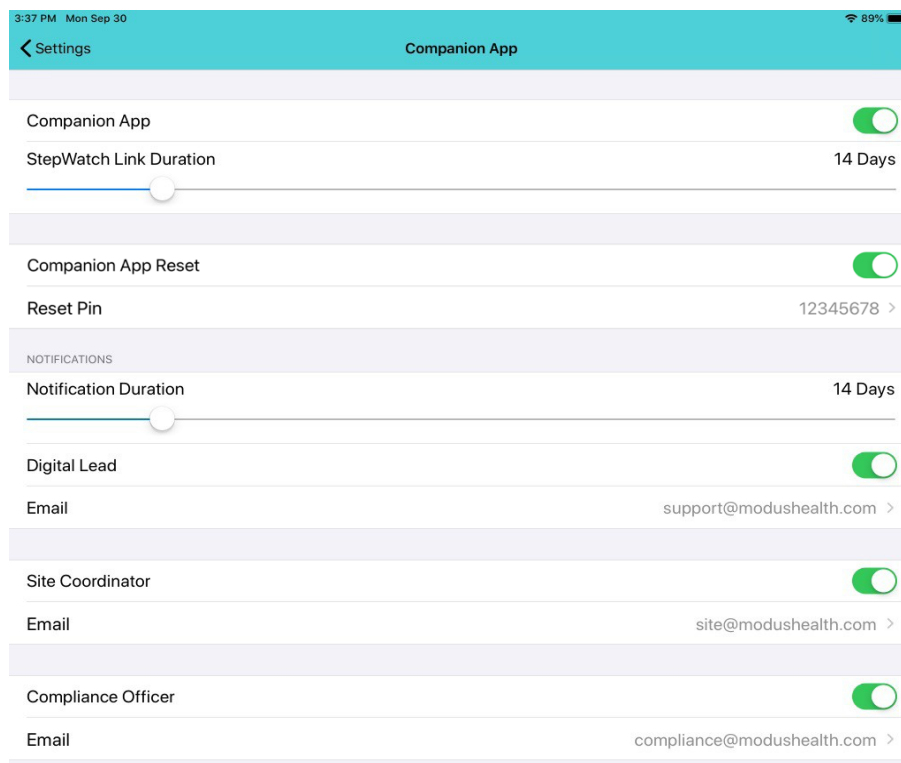 3:37 PM Mon Sep 30 89%
Settings Companion App
Companion App
StepWatch Link Duration 14 Days
Companion App Reset
Reset Pin 12345678
NOTIFICATIONS
Notification Duration 14 Days
Digital Lead
Email support@modushealth.com
Site Coordinator
Email site@modushealth.com
Compliance Officer
Email compliance@modushealth.com